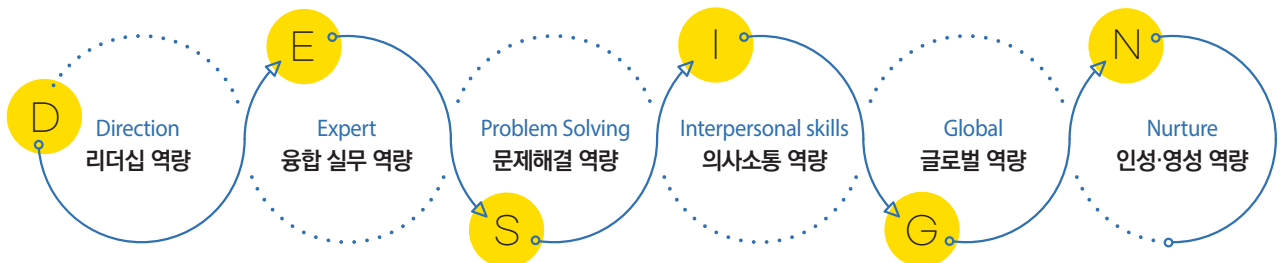 D
Direction
리더십 역량
E
Expert
융합 실무 역량
S
Problem Solving
문제해결 역량
I
Interpersonal skills
의사소통 역량
G
Global
글로벌 역량
N
Nurture
인성·영성 역량